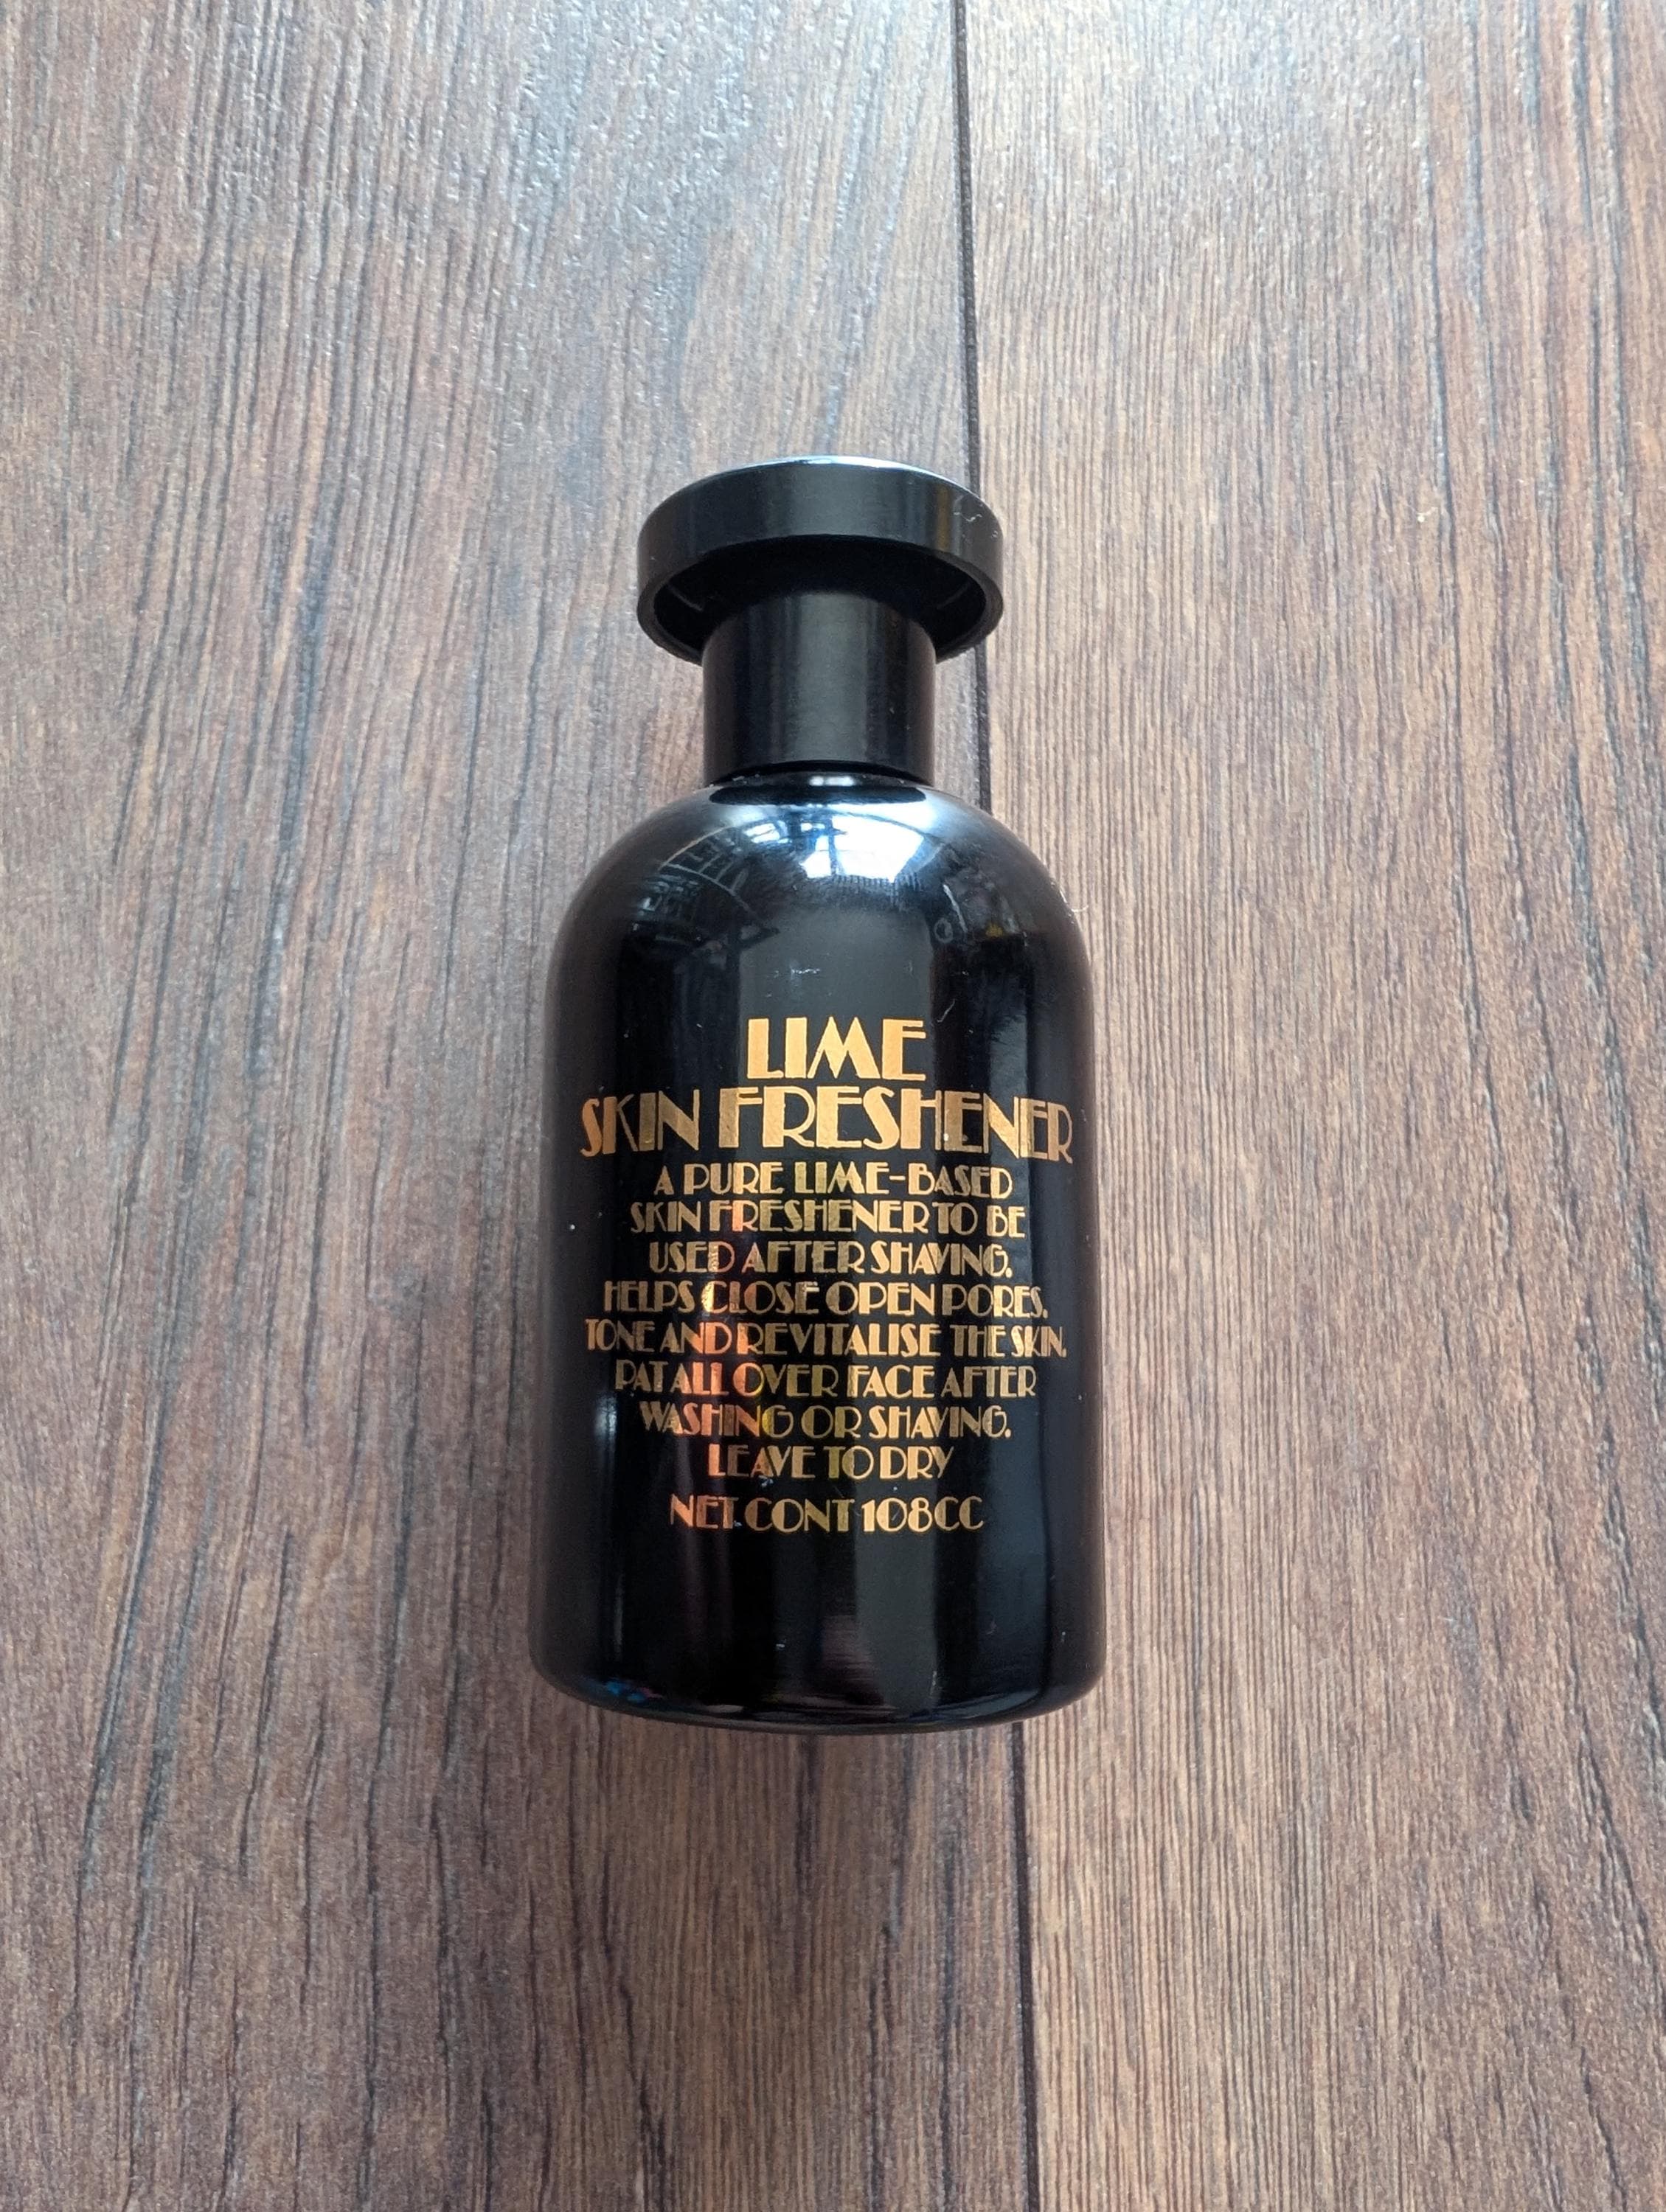 LIME
SKIN FRESHENER
A PURE LIME-BASED
SKIN FRESHENER TO BE
USED AFTER SHAVING.
HELPS CLOSE OPEN PORES.
TONE AND REVITALISE THE SKIN.
PAT ALL OVER FACE AFTER
WASHING OR SHAVING.
LEAVE TO DRY
NET CONT 108CC